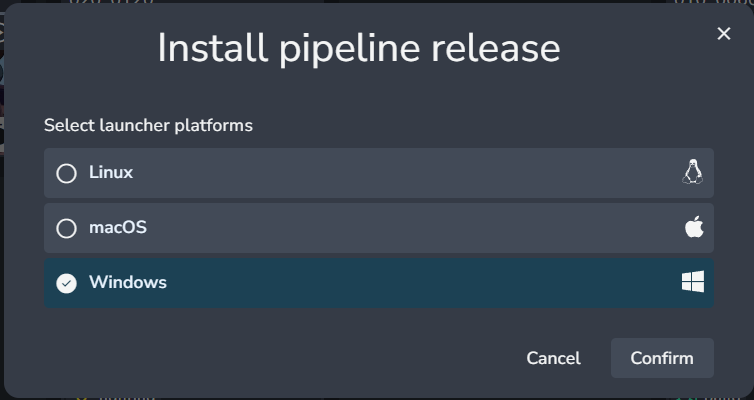 Install pipeline release
Select launcher platforms
Linux
macOS
Windows
Cancel
Confirm